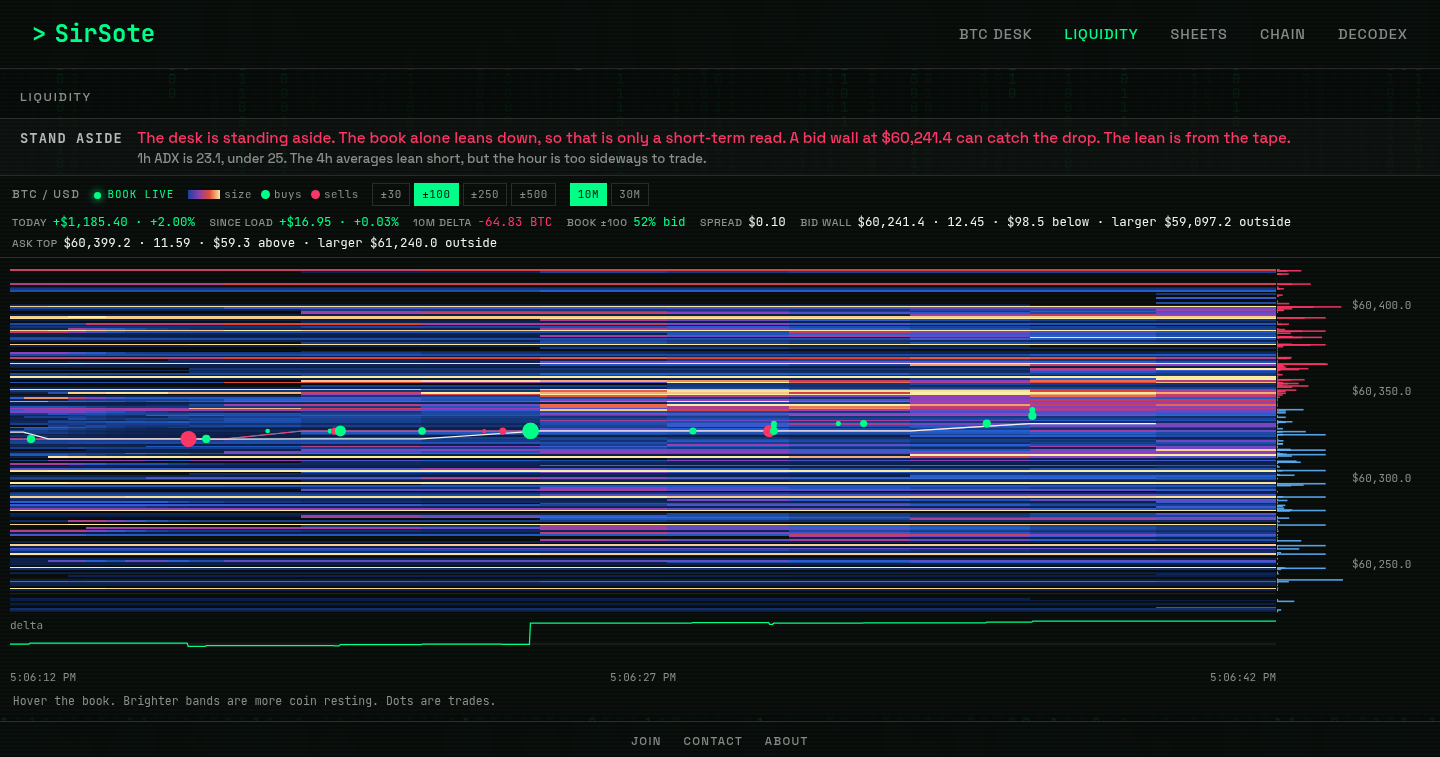 > SirSote
BTC DESK LIQUIDITY SHEETS CHAIN DECODEX
LIQUIDITY
STAND ASIDE The desk is standing aside. The book alone leans down, so that is only a short-term read. A bid wall at $60,241.4 can catch the drop. The lean is from the tape.
1h ADX is 23.1, under 25. The 4h averages lean short, but the hour is too sideways to trade.
BTC / USD BOOK LIVE size buys sells ±30 ±100 ±250 ±500 10M 30M
TODAY +$1,185.40 · +2.00% SINCE LOAD +$16.95 · +0.03% 10M DELTA -64.83 BTC BOOK ±100 52% bid SPREAD $0.10 BID WALL $60,241.4 · 12.45 · $98.5 below · larger $59,097.2 outside
ASK TOP $60,399.2 · 11.59 · $59.3 above · larger $61,240.0 outside
$60,400.0
$60,350.0
$60,300.0
$60,250.0
delta
5:06:12 PM 5:06:27 PM 5:06:42 PM
Hover the book. Brighter bands are more coin resting. Dots are trades.
JOIN CONTACT ABOUT